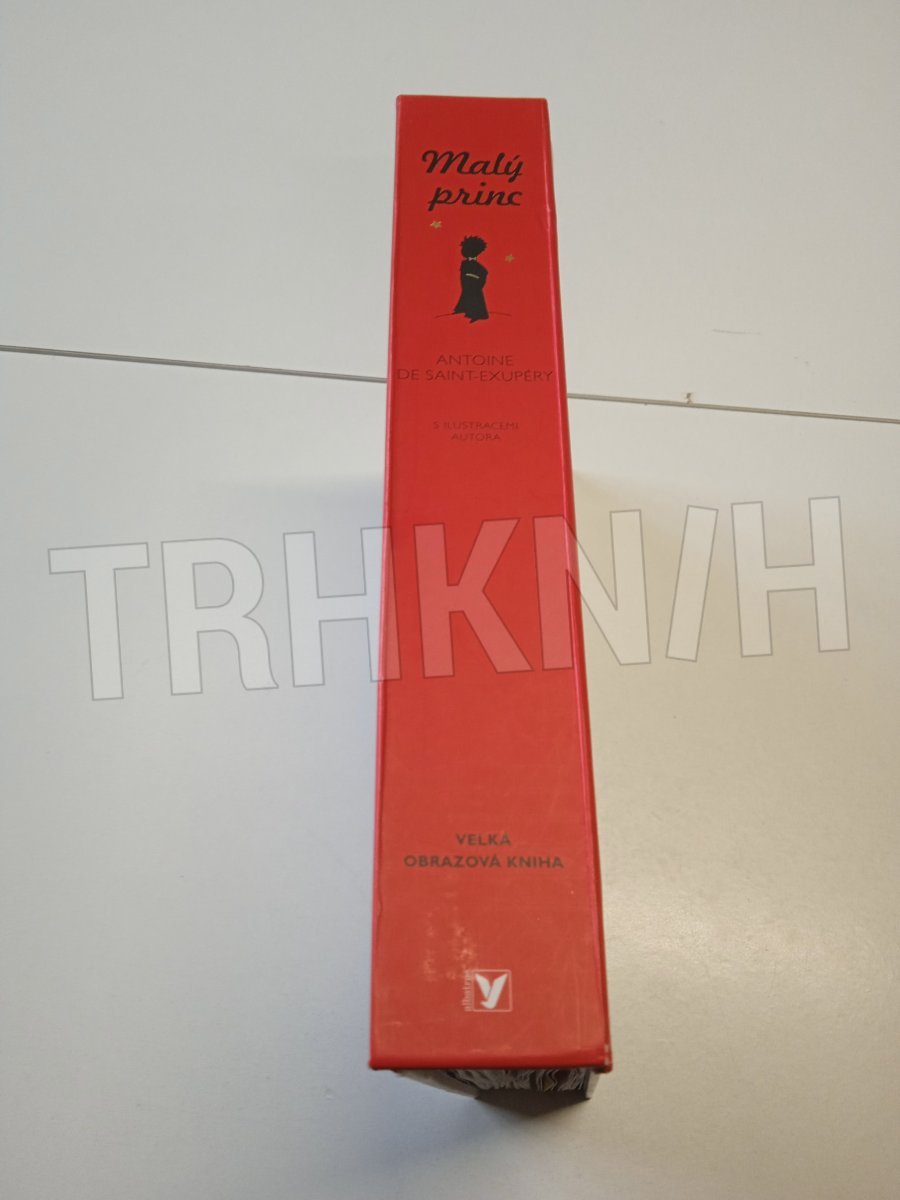 Malý
princ
ANTOINE
DE SAINT-EXUPÉRY
S ILUSTRACEMI
AUTORA
TRHKNIH
VELKÁ
OBRAZOVÁ KNIHA
albatros